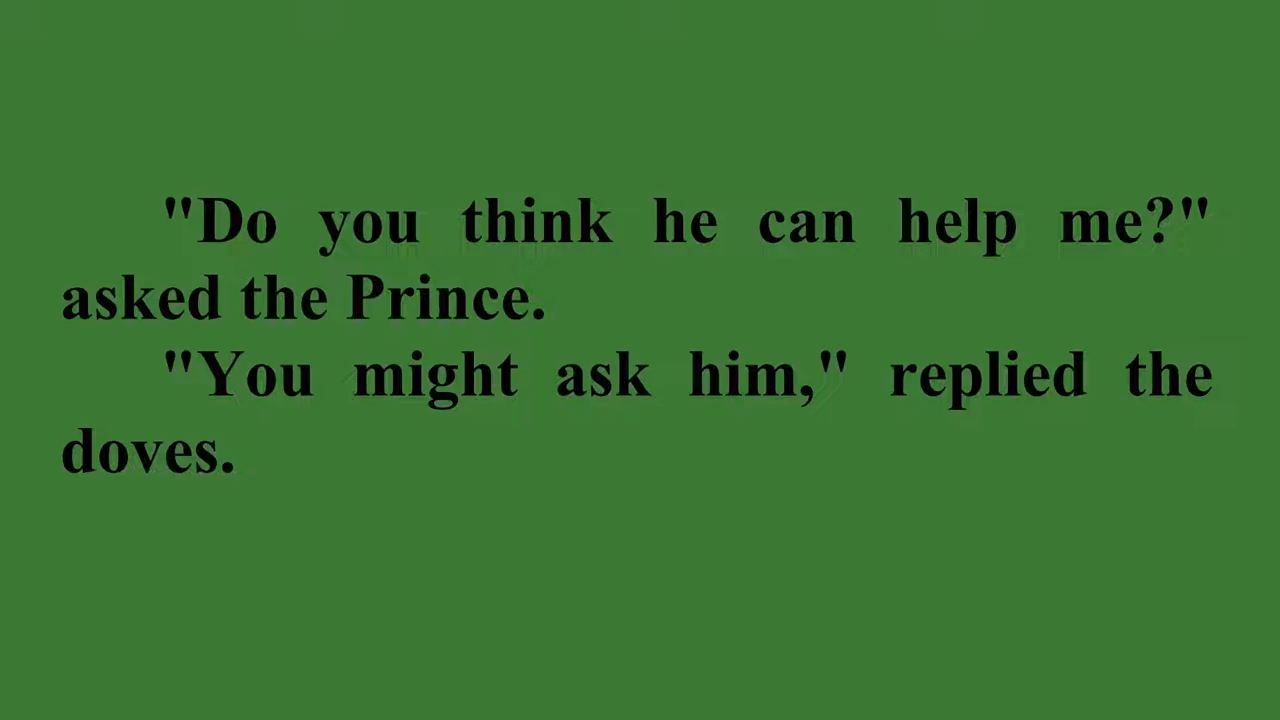 "Do you think he can help me?"
asked the Prince.
"You might ask him," replied the
doves.